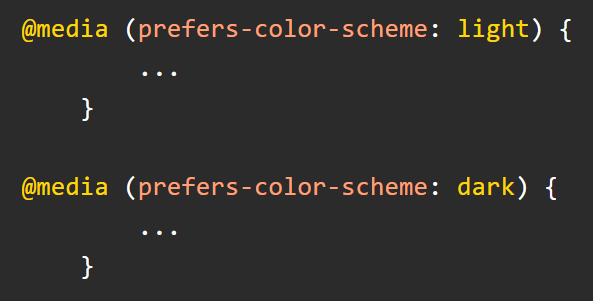 @media (prefers-color-scheme: light) {
...
}
@media (prefers-color-scheme: dark) {
...
}